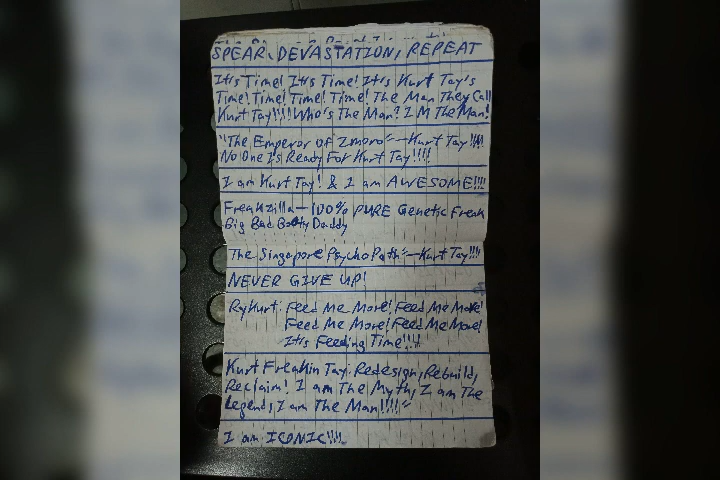 SPEAR, DEVASTATION, REPEAT
It's Time! It's Time! It's Kurt Tay's
Time! Time! Time! Time! The Man They Call
Kurt Tay!!!! Who's The Man? I M The Man!
"The Emperor of Zmoro"—Kurt Tay!!!!
No One Is Ready For Kurt Tay!!!!
I am Kurt Tay! & I am AWESOME!!!!
Freakzilla—100% PURE Genetic Freak
Big Bad Booty Daddy
The Singapore PsychoPath"—Kurt Tay!!!!
NEVER GIVE UP!
RyKurt: Feed Me More! Feed Me More!
Feed Me More! Feed Me More!
It's Feeding Time!!!!
Kurt Freakin Tay: Redesign, Rebuild,
Reclaim! I am The Myth, I am The
Legend, I am The Man!!!!"
I am ICONIC!!!!